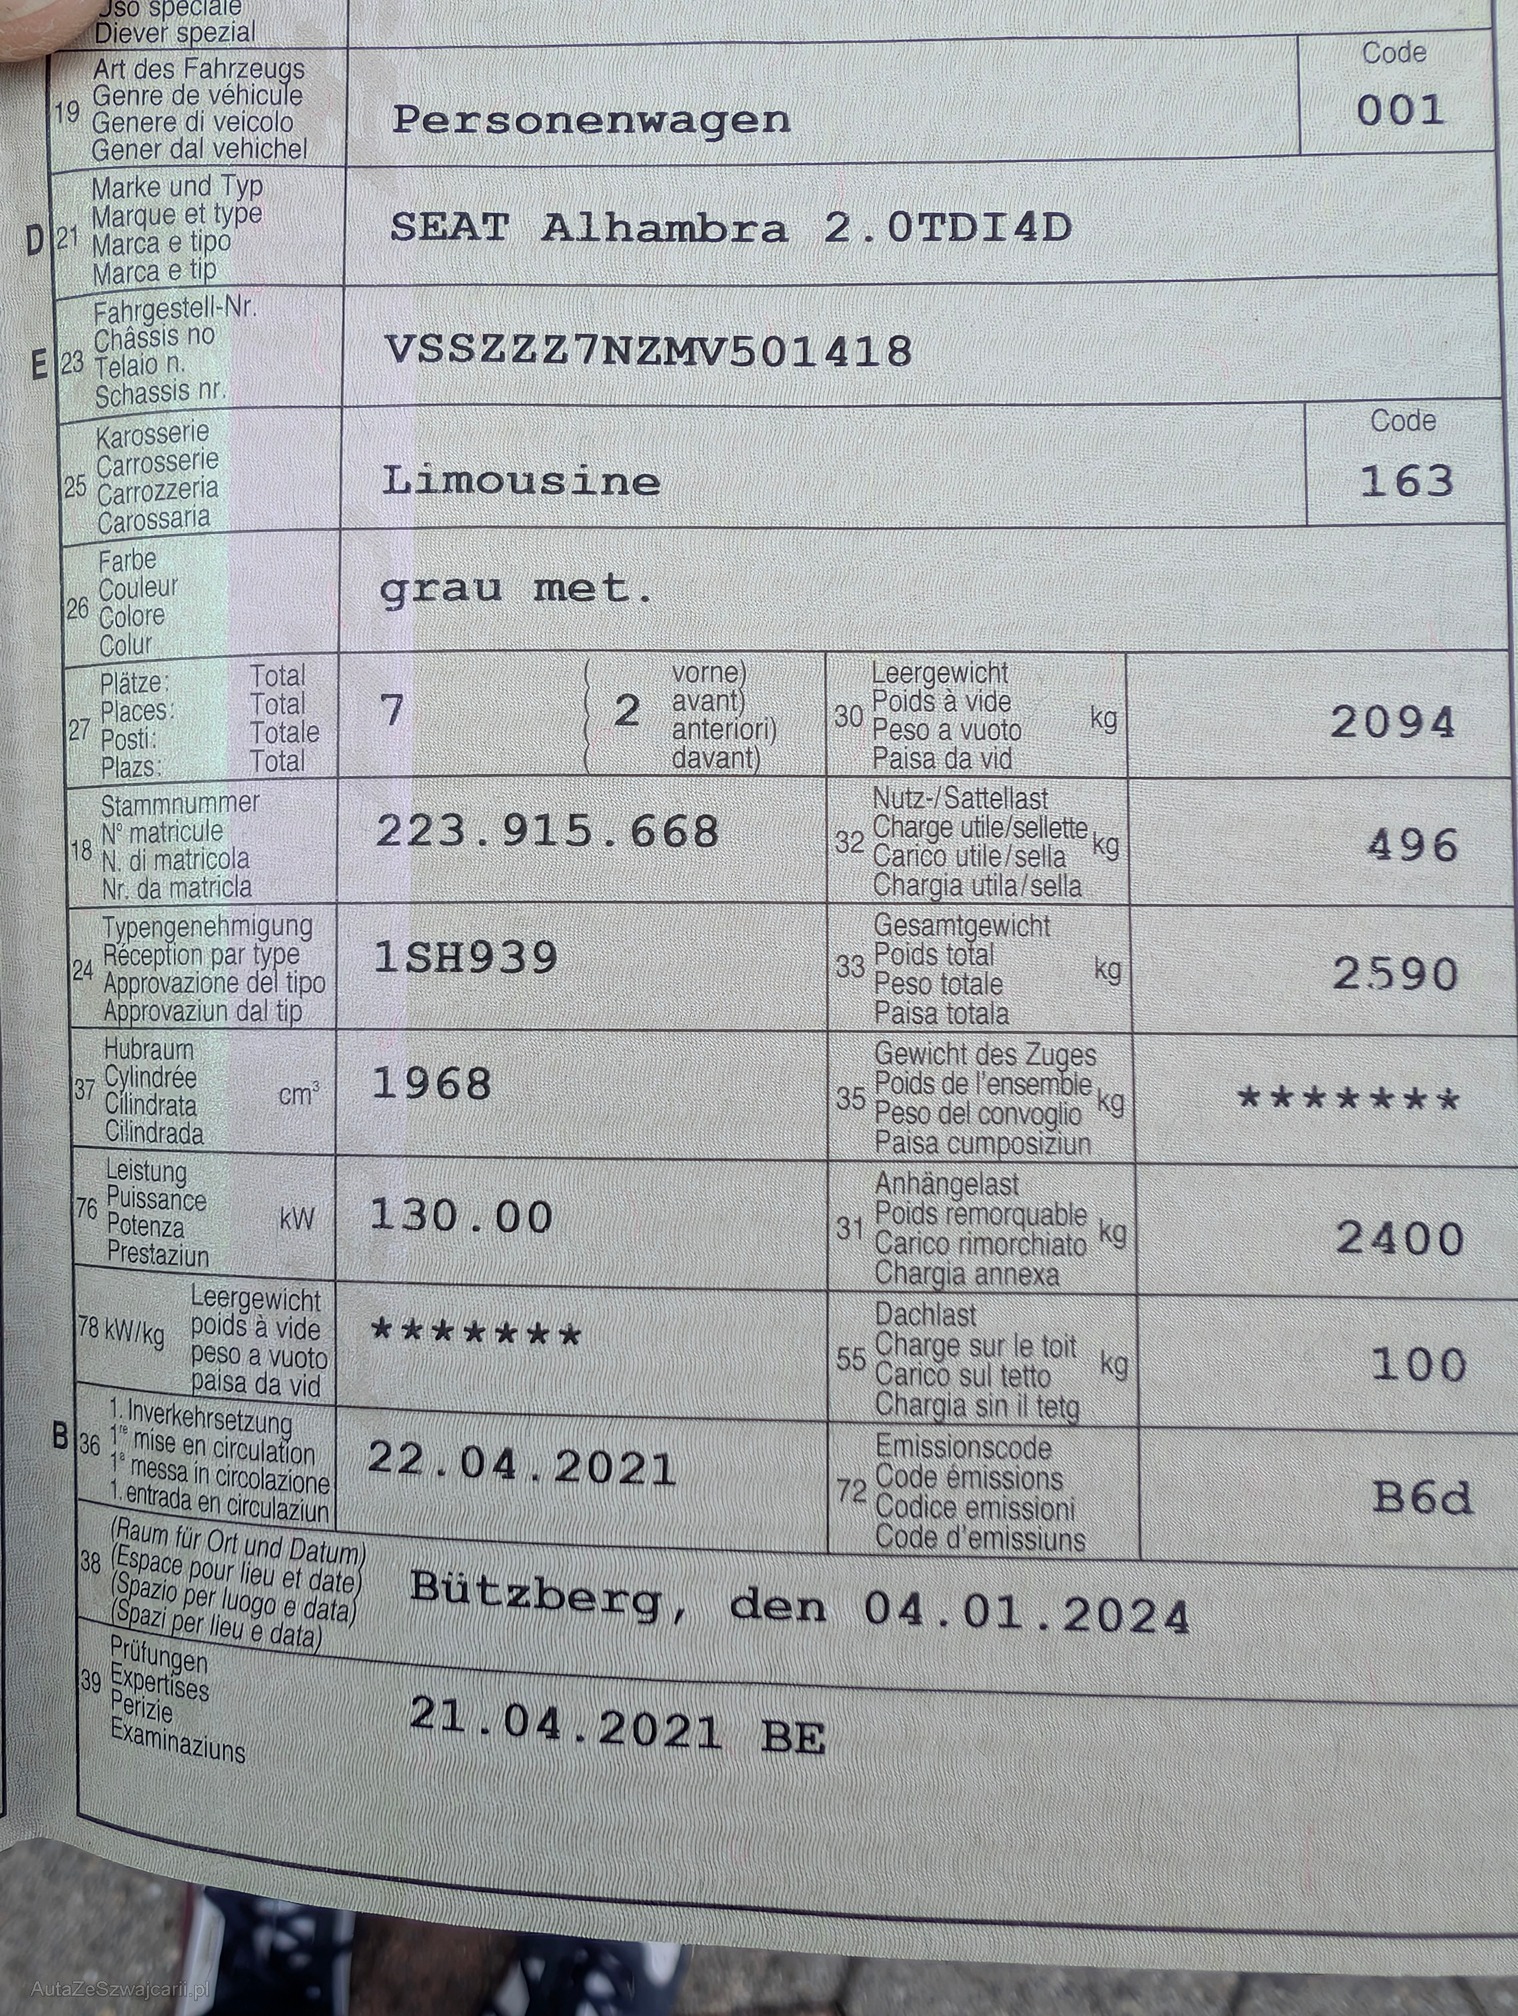 Uso speciale
Diever spezial
19 Art des Fahrzeugs
Genre de véhicule
Genere di veicolo
Gener dal vehichel
Personenwagen
Code
001
D 21 Marke und Typ
Marque et type
Marca e tipo
Marca e tip
SEAT Alhambra 2.0TDI4D
E 23 Fahrgestell-Nr.
Châssis no
Telaio n.
Schassis nr.
VSSZZZ7NZMV501418
25 Karosserie
Carrosserie
Carrozzeria
Carossaria
Limousine
Code
163
26 Farbe
Couleur
Colore
Colur
grau met.
27 Plätze: Total
Places: Total
Posti: Totale
Plazs: Total
7 ( 2 vorne)
avant)
anteriori)
davant)
30 Leergewicht
Poids à vide
Peso a vuoto kg
Paisa da vid
2094
18 Stammnummer
N° matricule
N. di matricola
Nr. da matricla
223.915.668
32 Nutz-/Sattellast
Charge utile/sellette
Carico utile/sella kg
Chargia utila/sella
496
24 Typengenehmigung
Réception par type
Approvazione del tipo
Approvaziun dal tip
1SH939
33 Gesamtgewicht
Poids total
Peso totale kg
Paisa totala
2590
37 Hubraum
Cylindrée
Cilindrata cm³
Cilindrada
1968
35 Gewicht des Zuges
Poids de l'ensemble
Peso del convoglio kg
Paisa cumposiziun
*******
76 Leistung
Puissance
Potenza kW
Prestaziun
130.00
31 Anhängelast
Poids remorquable
Carico rimorchiato kg
Chargia annexa
2400
78 kW/kg Leergewicht
poids à vide
peso a vuoto
paisa da vid
*******
55 Dachlast
Charge sur le toit
Carico sul tetto kg
Chargia sin il tetg
100
B 36 1. Inverkehrsetzung
1re mise en circulation
1a messa in circolazione
1. entrada en circulaziun
22.04.2021
72 Emissionscode
Code émissions
Codice emissioni
Code d'emissiuns
B6d
38 (Raum für Ort und Datum)
(Espace pour lieu et date)
(Spazio per luogo e data)
(Spazi per lieu e data)
Bützberg, den 04.01.2024
39 Prüfungen
Expertises
Perizie
Examinaziuns
21.04.2021 BE
AutaZeSzwajcarii.pl